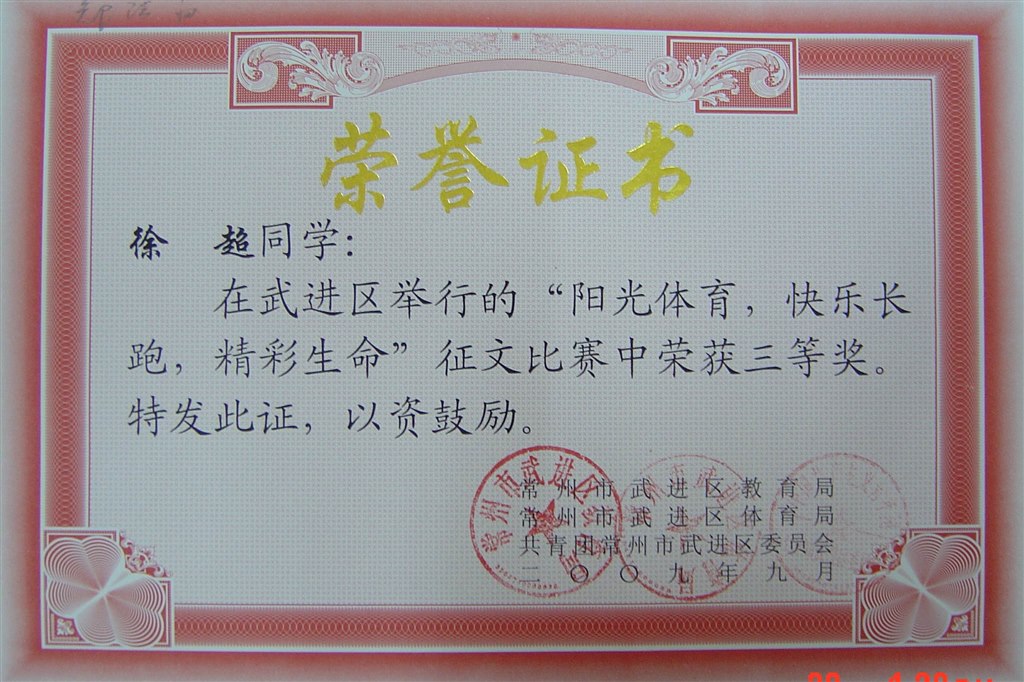 荣誉证书
徐 超同学：
在武进区举行的“阳光体育，快乐长
跑，精彩生命”征文比赛中荣获三等奖。
特发此证，以资鼓励。
常州市武进区教育局
常州市武进区体育局
共青团常州市武进区委员会
二〇〇九年九月